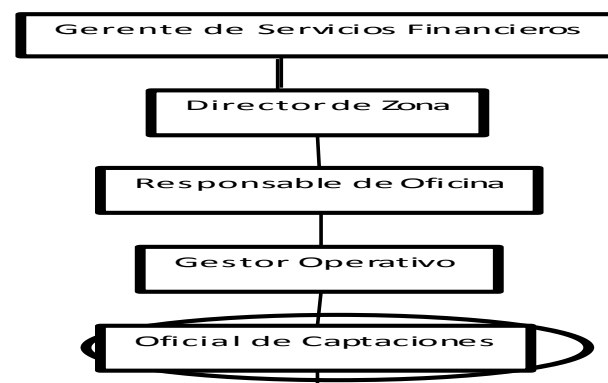 Gerente de Servicios Financieros
Director de Zona
Responsable de Oficina
Gestor Operativo
Oficial de Captaciones